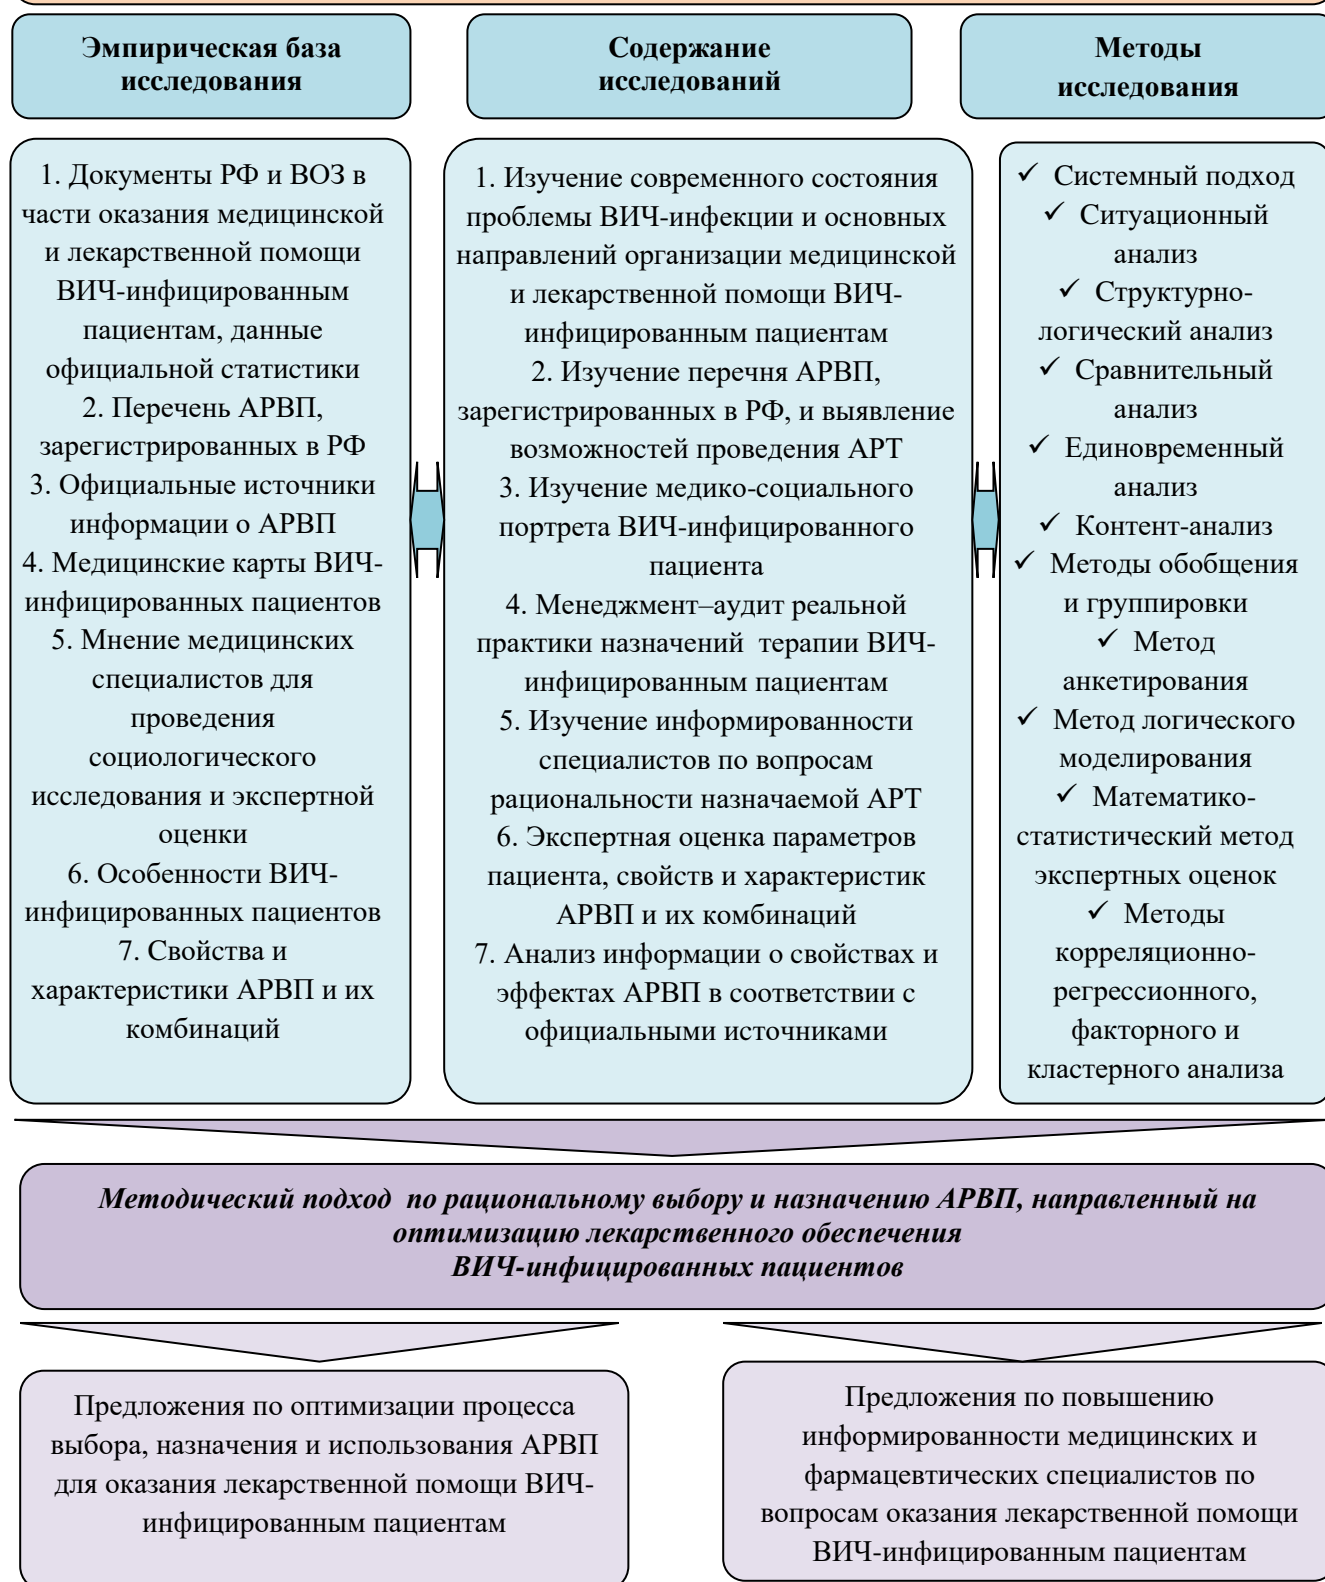 Эмпирическая база
исследования
Содержание
исследований
Методы
исследования
1. Документы РФ и ВОЗ в
части оказания медицинской
и лекарственной помощи
ВИЧ-инфицированным
пациентам, данные
официальной статистики
2. Перечень АРВП,
зарегистрированных в РФ
3. Официальные источники
информации о АРВП
4. Медицинские карты ВИЧ-
инфицированных пациентов
5. Мнение медицинских
специалистов для
проведения
социологического
исследования и экспертной
оценки
6. Особенности ВИЧ-
инфицированных пациентов
7. Свойства и
характеристики АРВП и их
комбинаций
1. Изучение современного состояния
проблемы ВИЧ-инфекции и основных
направлений организации медицинской
и лекарственной помощи ВИЧ-
инфицированным пациентам
2. Изучение перечня АРВП,
зарегистрированных в РФ, и выявление
возможностей проведения АРТ
3. Изучение медико-социального
портрета ВИЧ-инфицированного
пациента
4. Менеджмент–аудит реальной
практики назначений терапии ВИЧ-
инфицированным пациентам
5. Изучение информированности
специалистов по вопросам
рациональности назначаемой АРТ
6. Экспертная оценка параметров
пациента, свойств и характеристик
АРВП и их комбинаций
7. Анализ информации о свойствах и
эффектах АРВП в соответствии с
официальными источниками
✓ Системный подход
✓ Ситуационный
анализ
✓ Структурно-
логический анализ
✓ Сравнительный
анализ
✓ Единовременный
анализ
✓ Контент-анализ
✓ Методы обобщения
и группировки
✓ Метод
анкетирования
✓ Метод логического
моделирования
✓ Математико-
статистический метод
экспертных оценок
✓ Методы
корреляционно-
регрессионного,
факторного и
кластерного анализа
Методический подход по рациональному выбору и назначению АРВП, направленный на
оптимизацию лекарственного обеспечения
ВИЧ-инфицированных пациентов
Предложения по оптимизации процесса
выбора, назначения и использования АРВП
для оказания лекарственной помощи ВИЧ-
инфицированным пациентам
Предложения по повышению
информированности медицинских и
фармацевтических специалистов по
вопросам оказания лекарственной помощи
ВИЧ-инфицированным пациентам